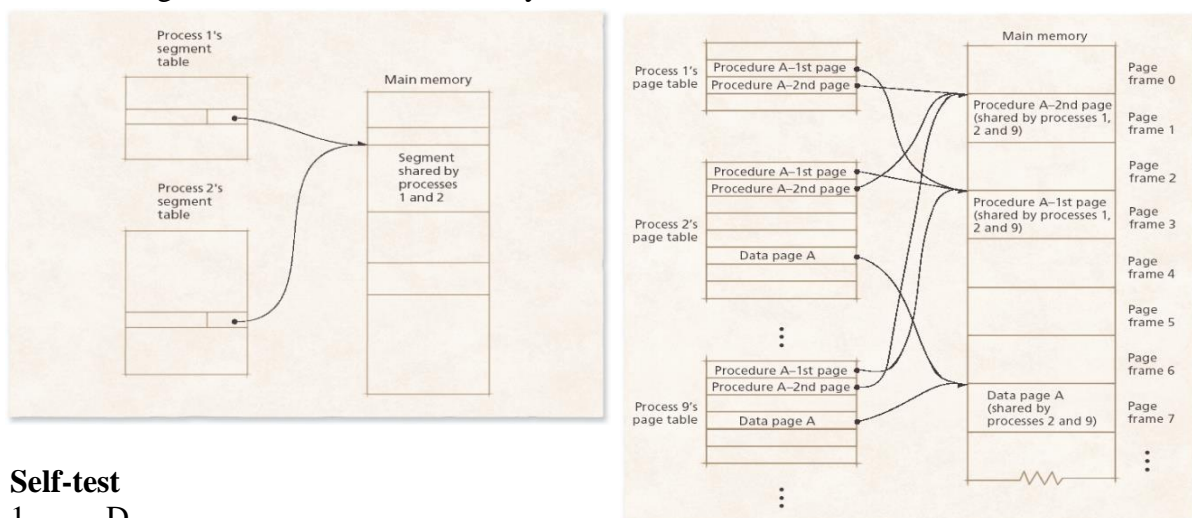 Process 1's
segment
table
Main memory
Segment
shared by
processes
1 and 2
Process 2's
segment
table
Main memory
Process 1's
page table
Procedure A–1st page
Procedure A–2nd page
Process 2's
page table
Procedure A–1st page
Procedure A–2nd page
Data page A
Process 9's
page table
Procedure A–1st page
Procedure A–2nd page
Data page A
Procedure A–2nd page
(shared by processes 1,
2 and 9)
Procedure A–1st page
(shared by processes 1,
2 and 9)
Data page A
(shared by
processes 2 and 9)
Page
frame 0
Page
frame 1
Page
frame 2
Page
frame 3
Page
frame 4
Page
frame 5
Page
frame 6
Page
frame 7
Self-test